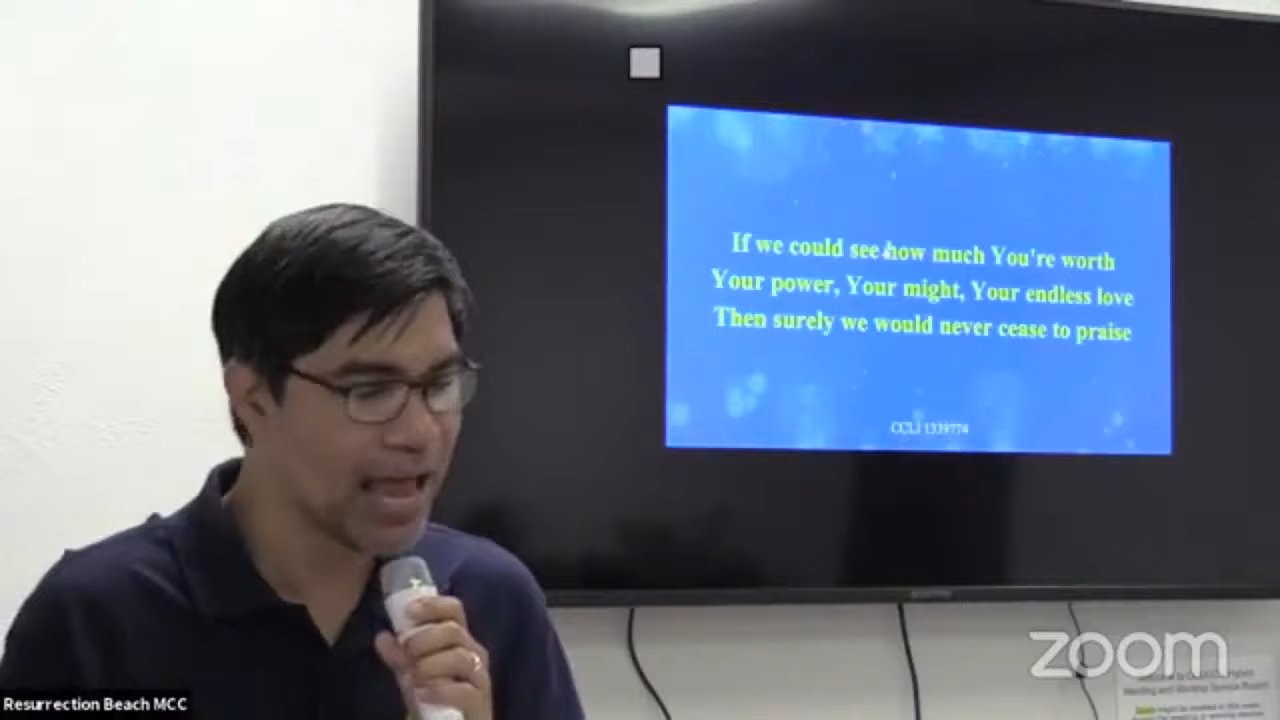 If we could see how much You're worth
Your power, Your might, Your endless love
Then surely we would never cease to praise
CCLI 1339774
zoom
Resurrection Beach MCC